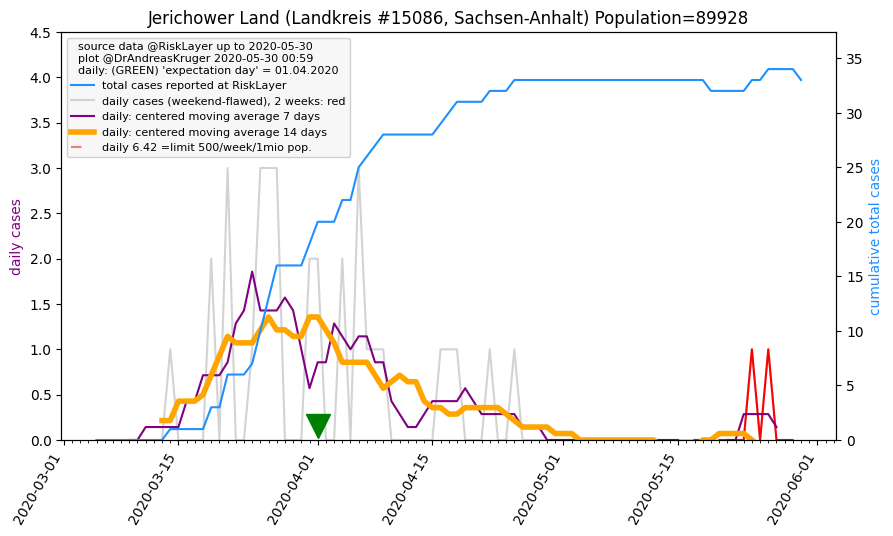 Jerichower Land (Landkreis #15086, Sachsen-Anhalt) Population=89928
source data @RiskLayer up to 2020-05-30
plot @DrAndreasKruger 2020-05-30 00:59
daily: (GREEN) 'expectation day' = 01.04.2020
total cases reported at RiskLayer
daily cases (weekend-flawed), 2 weeks: red
daily: centered moving average 7 days
daily: centered moving average 14 days
daily 6.42 =limit 500/week/1mio pop.
daily cases
4.5
4.0
3.5
3.0
2.5
2.0
1.5
1.0
0.5
0.0
cumulative total cases
35
30
25
20
15
10
5
0
2020-03-01
2020-03-15
2020-04-01
2020-04-15
2020-05-01
2020-05-15
2020-06-01